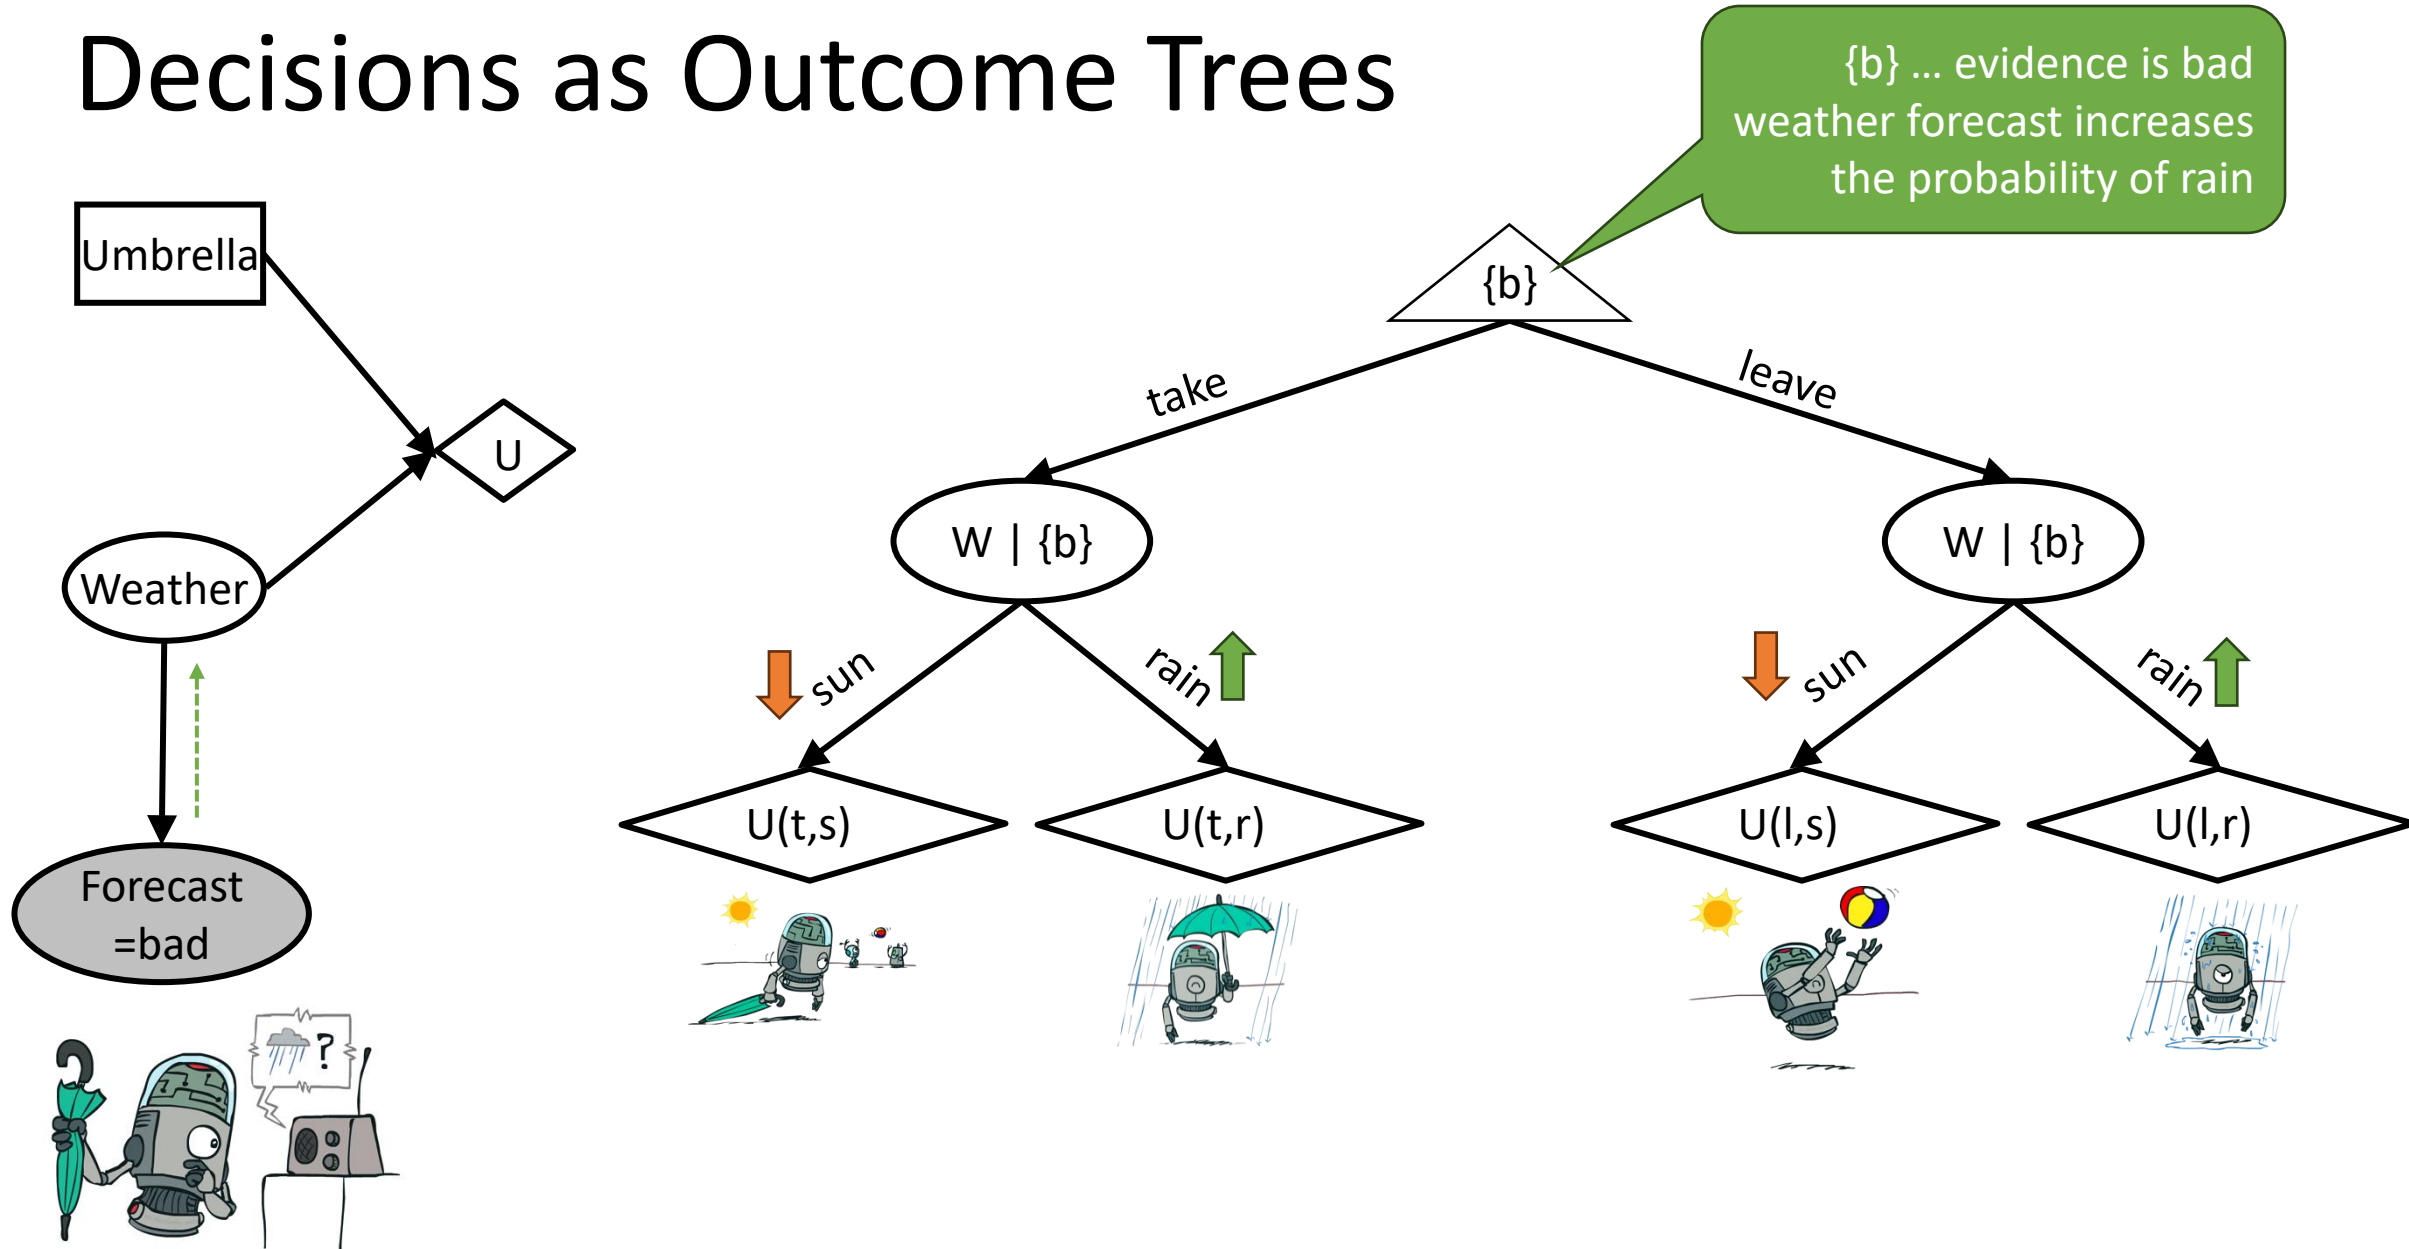 Decisions as Outcome Trees
{b} ... evidence is bad
weather forecast increases
the probability of rain
Umbrella
U
Weather
Forecast
=bad
?
{b}
take
leave
W | {b}
W | {b}
sun
rain
sun
rain
U(t,s)
U(t,r)
U(l,s)
U(l,r)